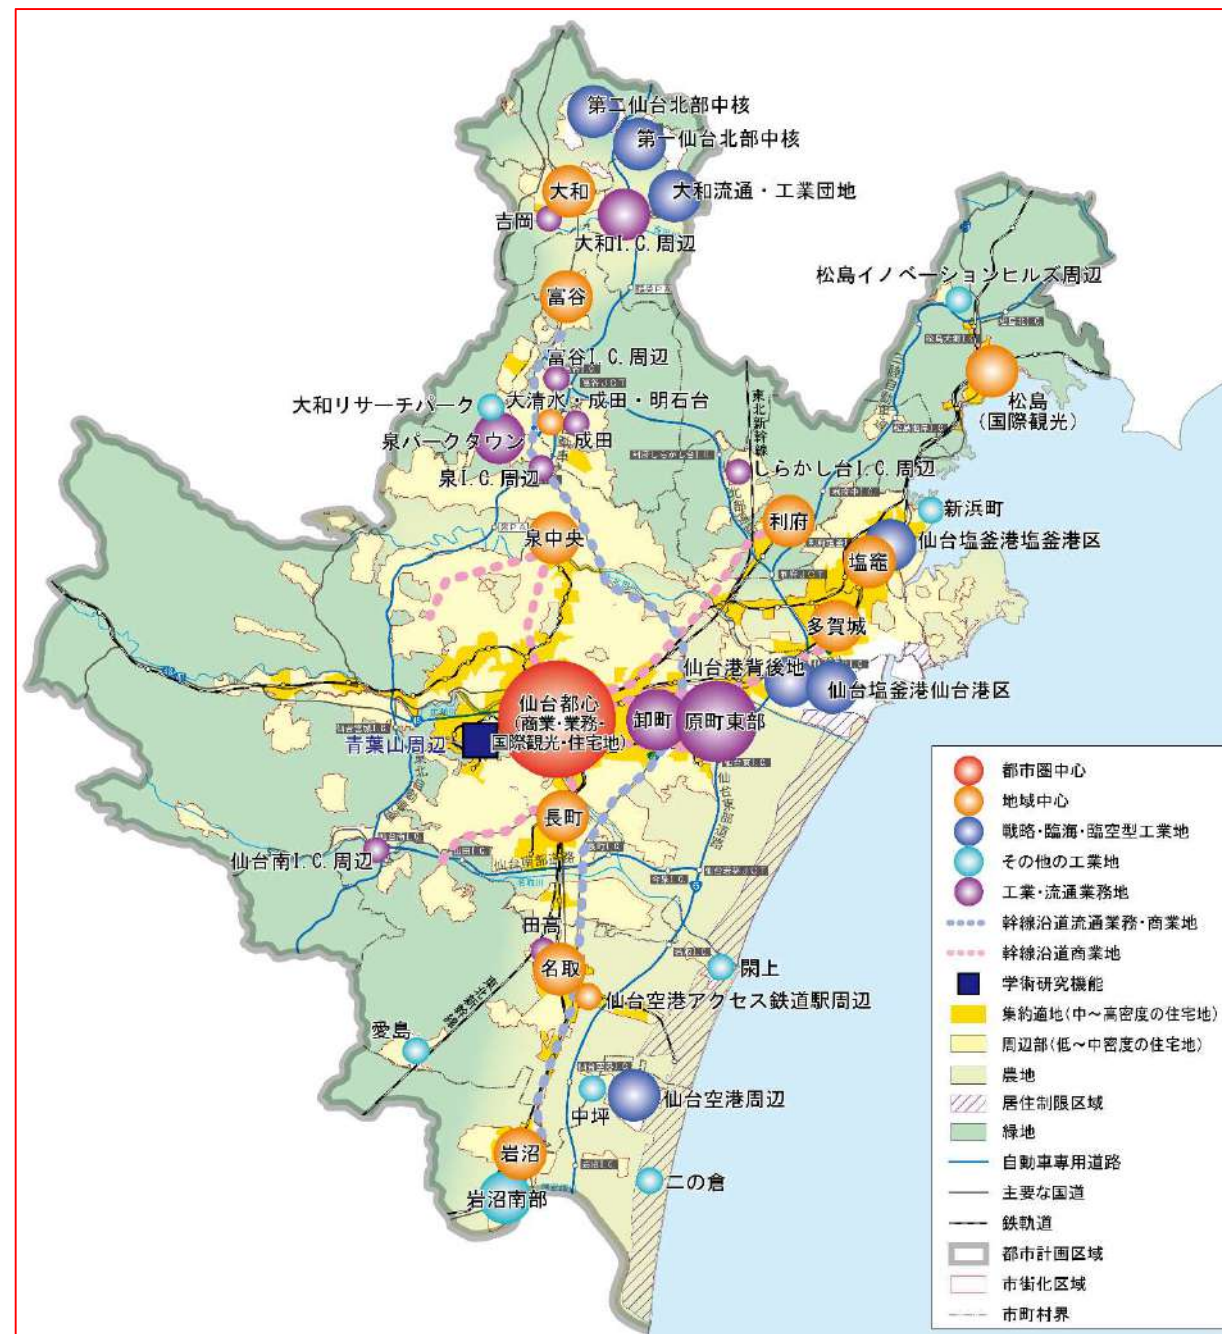 第二仙台北部中核
第一仙台北部中核
大和
大和流通・工業団地
吉岡
大和I.C.周辺
松島イノベーションヒルズ周辺
富谷
富谷I.C.周辺
松島
(国際観光)
大和リサーチパーク
大清水・成田・明石台
東北新幹線
泉パークタウン
成田
泉I.C.周辺
しらかし台I.C.周辺
新浜町
利府
泉中央
仙台塩釜港塩釜港区
塩竈
多賀城
仙台港背後地
仙台塩釜港仙台港区
仙台都心
(商業・業務・
国際観光・住宅地)
卸町
原町東部
青葉山周辺
仙台東部道路
長町
仙台南I.C.周辺
仙台南部道路
田高
名取
閖上
仙台空港アクセス鉄道駅周辺
東北新幹線
愛島
中坪
仙台空港周辺
岩沼
岩沼南部
二の倉
都市圏中心
地域中心
戦略・臨海・臨空型工業地
その他の工業地
工業・流通業務地
幹線沿道流通業務・商業地
幹線沿道商業地
学術研究機能
集約適地(中～高密度の住宅地)
周辺部(低～中密度の住宅地)
農地
居住制限区域
緑地
自動車専用道路
主要な国道
鉄軌道
都市計画区域
市街化区域
市町村界